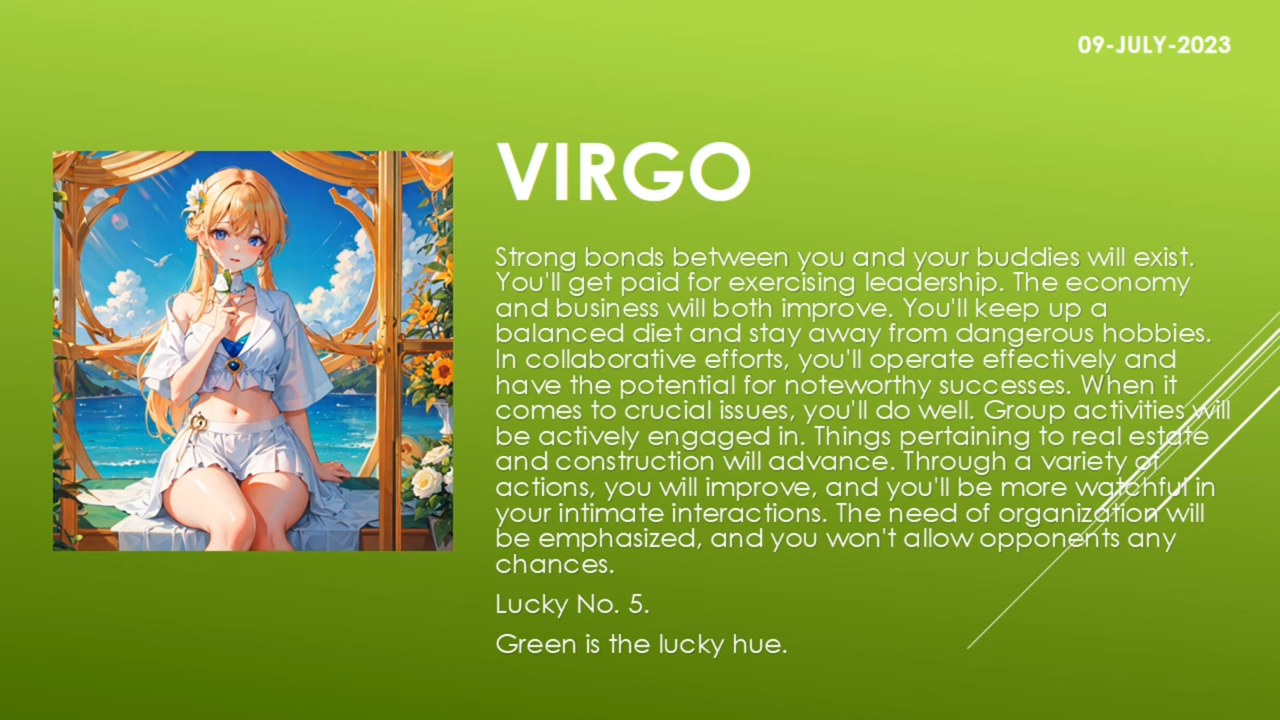 09-JULY-2023
VIRGO
Strong bonds between you and your buddies will exist.
You'll get paid for exercising leadership. The economy
and business will both improve. You'll keep up a
balanced diet and stay away from dangerous hobbies.
In collaborative efforts, you'll operate effectively and
have the potential for noteworthy successes. When it
comes to crucial issues, you'll do well. Group activities will
be actively engaged in. Things pertaining to real estate
and construction will advance. Through a variety of
actions, you will improve, and you'll be more watchful in
your intimate interactions. The need of organization will
be emphasized, and you won't allow opponents any
chances.
Lucky No. 5.
Green is the lucky hue.